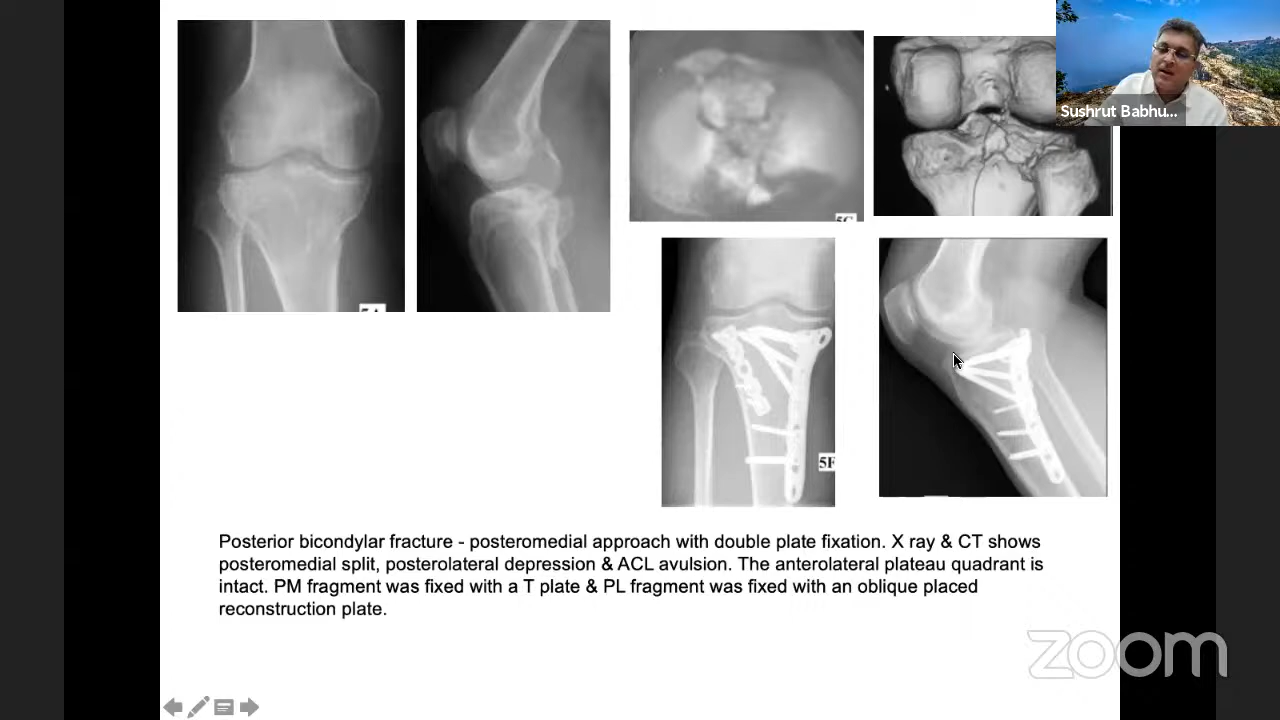 Sushrut Babhu...
5F
Posterior bicondylar fracture - posteromedial approach with double plate fixation. X ray & CT shows
posteromedial split, posterolateral depression & ACL avulsion. The anterolateral plateau quadrant is
intact. PM fragment was fixed with a T plate & PL fragment was fixed with an oblique placed
reconstruction plate.
zoom